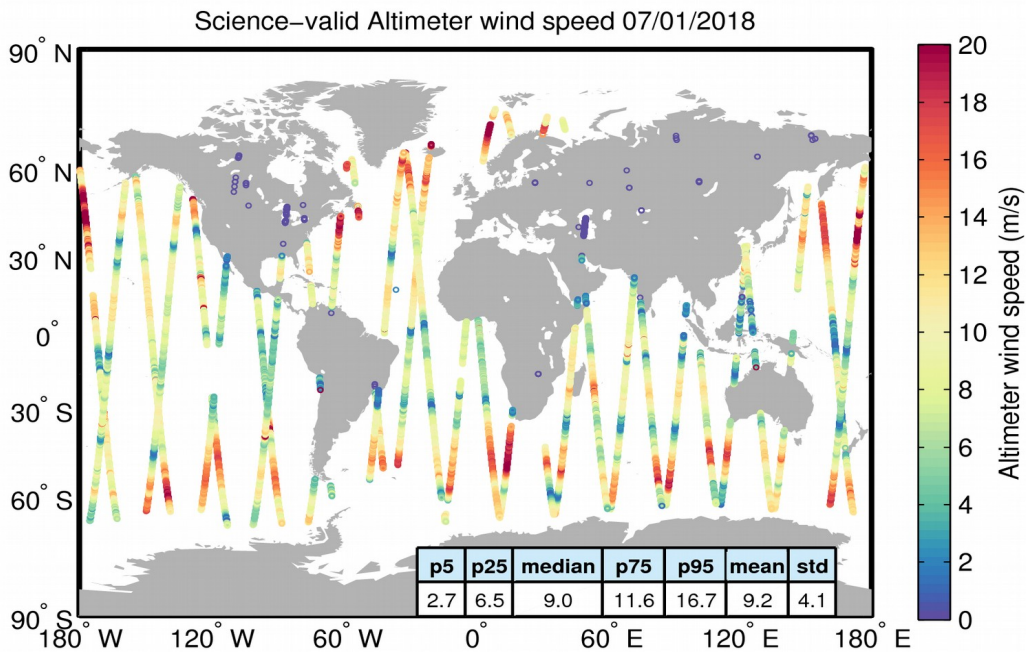 Science-valid Altimeter wind speed 07/01/2018
90° N
60° N
30° N
0°
30° S
60° S
90° S
180° W
120° W
60° W
0°
60° E
120° E
180° E
p5 p25 median p75 p95 mean std
2.7 6.5 9.0 11.6 16.7 9.2 4.1
20
18
16
14
12
10
8
6
4
2
0
Altimeter wind speed (m/s)